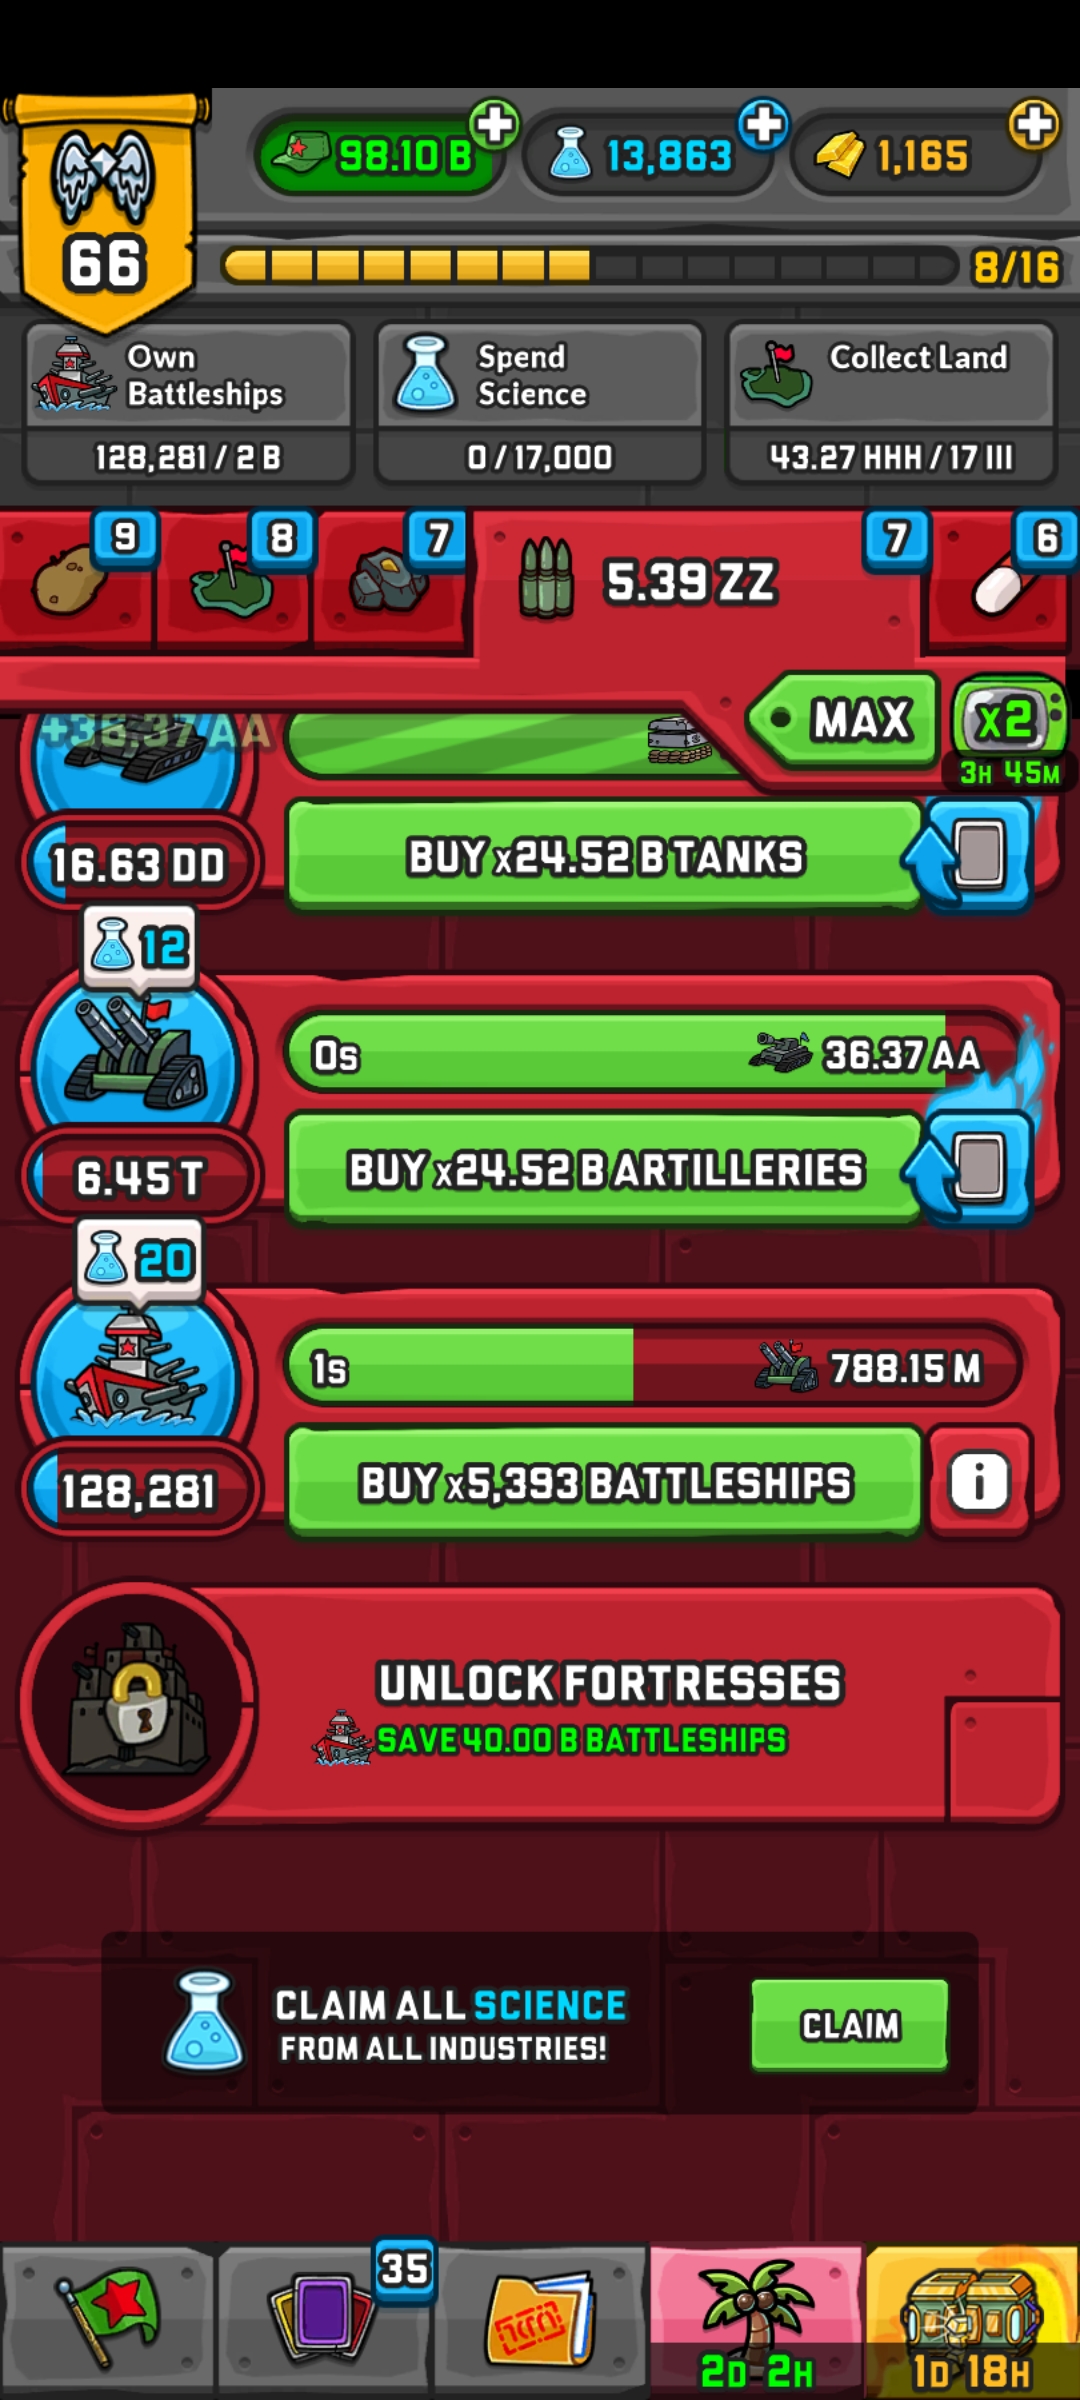 98.10 B
13,863
1,165
66
8/16
Own
Battleships
128,281 / 2 B
Spend
Science
0 / 17,000
Collect Land
43.27 HHH / 17 III
9
8
7
5.39 ZZ
7
6
MAX
x2
3H 45M
+36.37 AA
16.63 DD
BUY x24.52 B TANKS
12
0s
36.37 AA
6.45 T
BUY x24.52 B ARTILLERIES
20
1s
788.15 M
128,281
BUY x5,393 BATTLESHIPS
i
UNLOCK FORTRESSES
SAVE 40.00 B BATTLESHIPS
CLAIM ALL SCIENCE
FROM ALL INDUSTRIES!
CLAIM
35
2D 2H
1D 18H